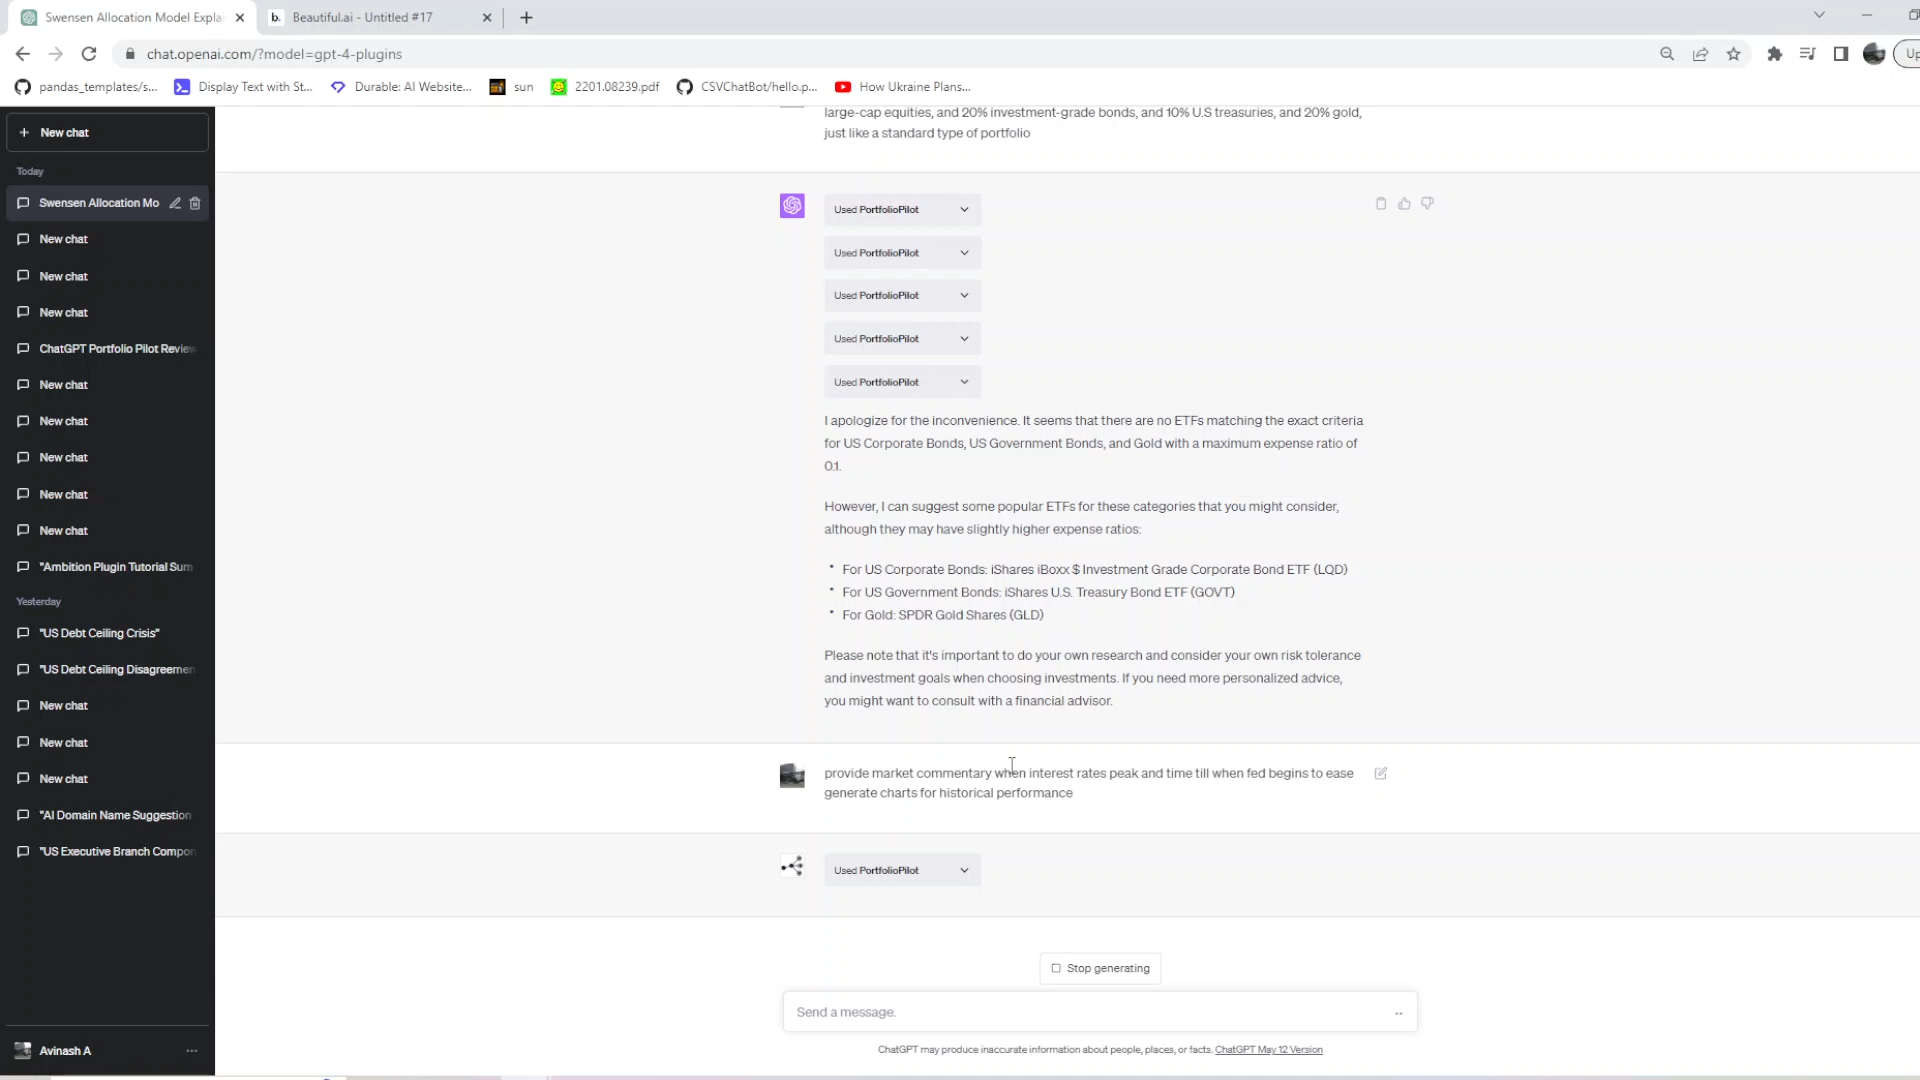 Swensen Allocation Model Expla
Beautiful.ai - Untitled #17
chat.openai.com/?model=gpt-4-plugins
Up
pandas_templates/s...
Display Text with St...
Durable: AI Website...
sun
2201.08239.pdf
CSVChatBot/hello.p...
How Ukraine Plans...
New chat
Today
Swensen Allocation Mo
New chat
New chat
New chat
ChatGPT Portfolio Pilot Review
New chat
New chat
New chat
New chat
New chat
"Ambition Plugin Tutorial Sum
Yesterday
"US Debt Ceiling Crisis"
"US Debt Ceiling Disagreemen
New chat
New chat
New chat
"AI Domain Name Suggestion
"US Executive Branch Compon
Avinash A
large-cap equities, and 20% investment-grade bonds, and 10% U.S treasuries, and 20% gold,
just like a standard type of portfolio
Used PortfolioPilot
Used PortfolioPilot
Used PortfolioPilot
Used PortfolioPilot
Used PortfolioPilot
I apologize for the inconvenience. It seems that there are no ETFs matching the exact criteria
for US Corporate Bonds, US Government Bonds, and Gold with a maximum expense ratio of
0.1.
However, I can suggest some popular ETFs for these categories that you might consider,
although they may have slightly higher expense ratios:
• For US Corporate Bonds: iShares iBoxx $ Investment Grade Corporate Bond ETF (LQD)
• For US Government Bonds: iShares U.S. Treasury Bond ETF (GOVT)
• For Gold: SPDR Gold Shares (GLD)
Please note that it's important to do your own research and consider your own risk tolerance
and investment goals when choosing investments. If you need more personalized advice,
you might want to consult with a financial advisor.
provide market commentary when interest rates peak and time till when fed begins to ease
generate charts for historical performance
Used PortfolioPilot
Stop generating
Send a message.
ChatGPT may produce inaccurate information about people, places, or facts. ChatGPT May 12 Version